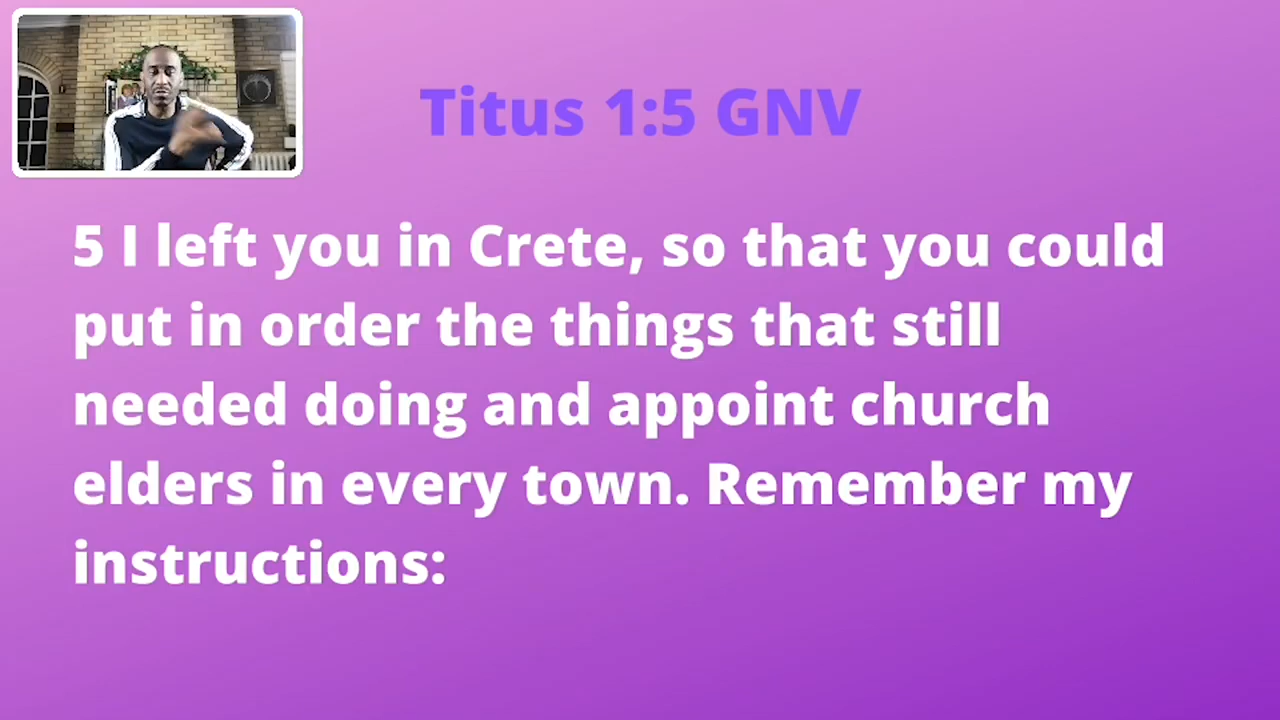 Titus 1:5 GNV
5 I left you in Crete, so that you could
put in order the things that still
needed doing and appoint church
elders in every town. Remember my
instructions: